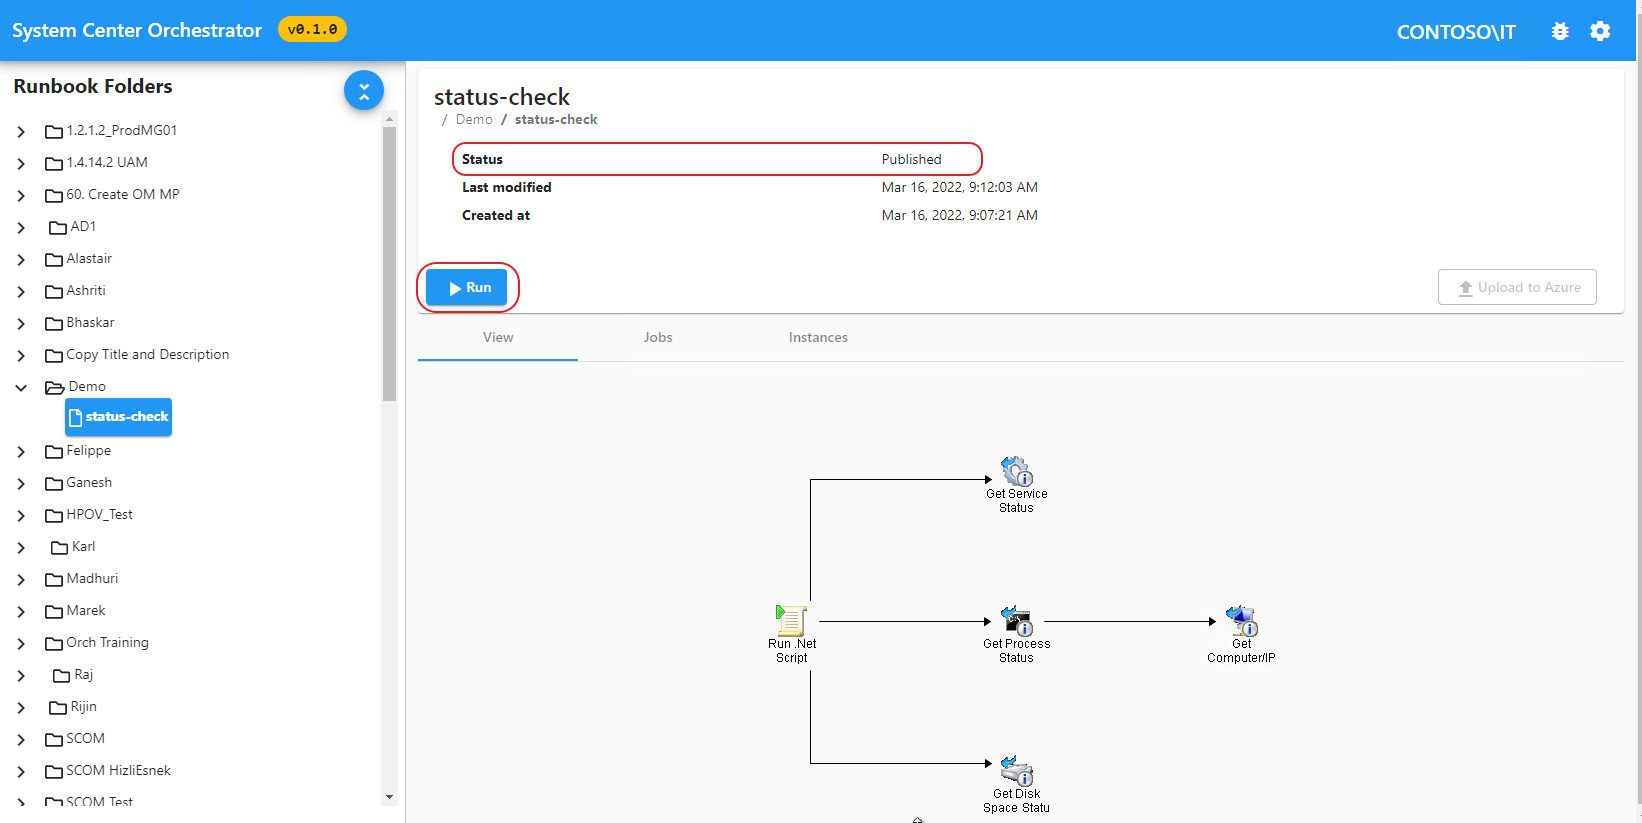 System Center Orchestrator v0.1.0
CONTOSO\IT
Runbook Folders
1.2.1.2_ProdMG01
1.4.14.2 UAM
60. Create OM MP
AD1
Alastair
Ashriti
Bhaskar
Copy Title and Description
Demo
status-check
Felippe
Ganesh
HPOV_Test
Karl
Madhuri
Marek
Orch Training
Raj
Rijin
SCOM
SCOM HizliEsnek
SCOM Test
status-check
/ Demo / status-check
Status Published
Last modified Mar 16, 2022, 9:12:03 AM
Created at Mar 16, 2022, 9:07:21 AM
Run
Upload to Azure
View Jobs Instances
Get Service
Status
Run .Net
Script
Get Process
Status
Get
Computer/IP
Get Disk
Space Statu